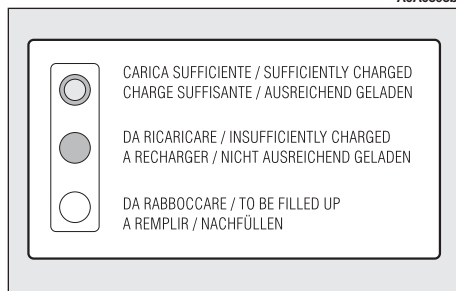 CARICA SUFFICIENTE / SUFFICIENTLY CHARGED
CHARGE SUFFISANTE / AUSREICHEND GELADEN
DA RICARICARE / INSUFFICIENTLY CHARGED
A RECHARGER / NICHT AUSREICHEND GELADEN
DA RABBOCCARE / TO BE FILLED UP
A REMPLIR / NACHFÜLLEN